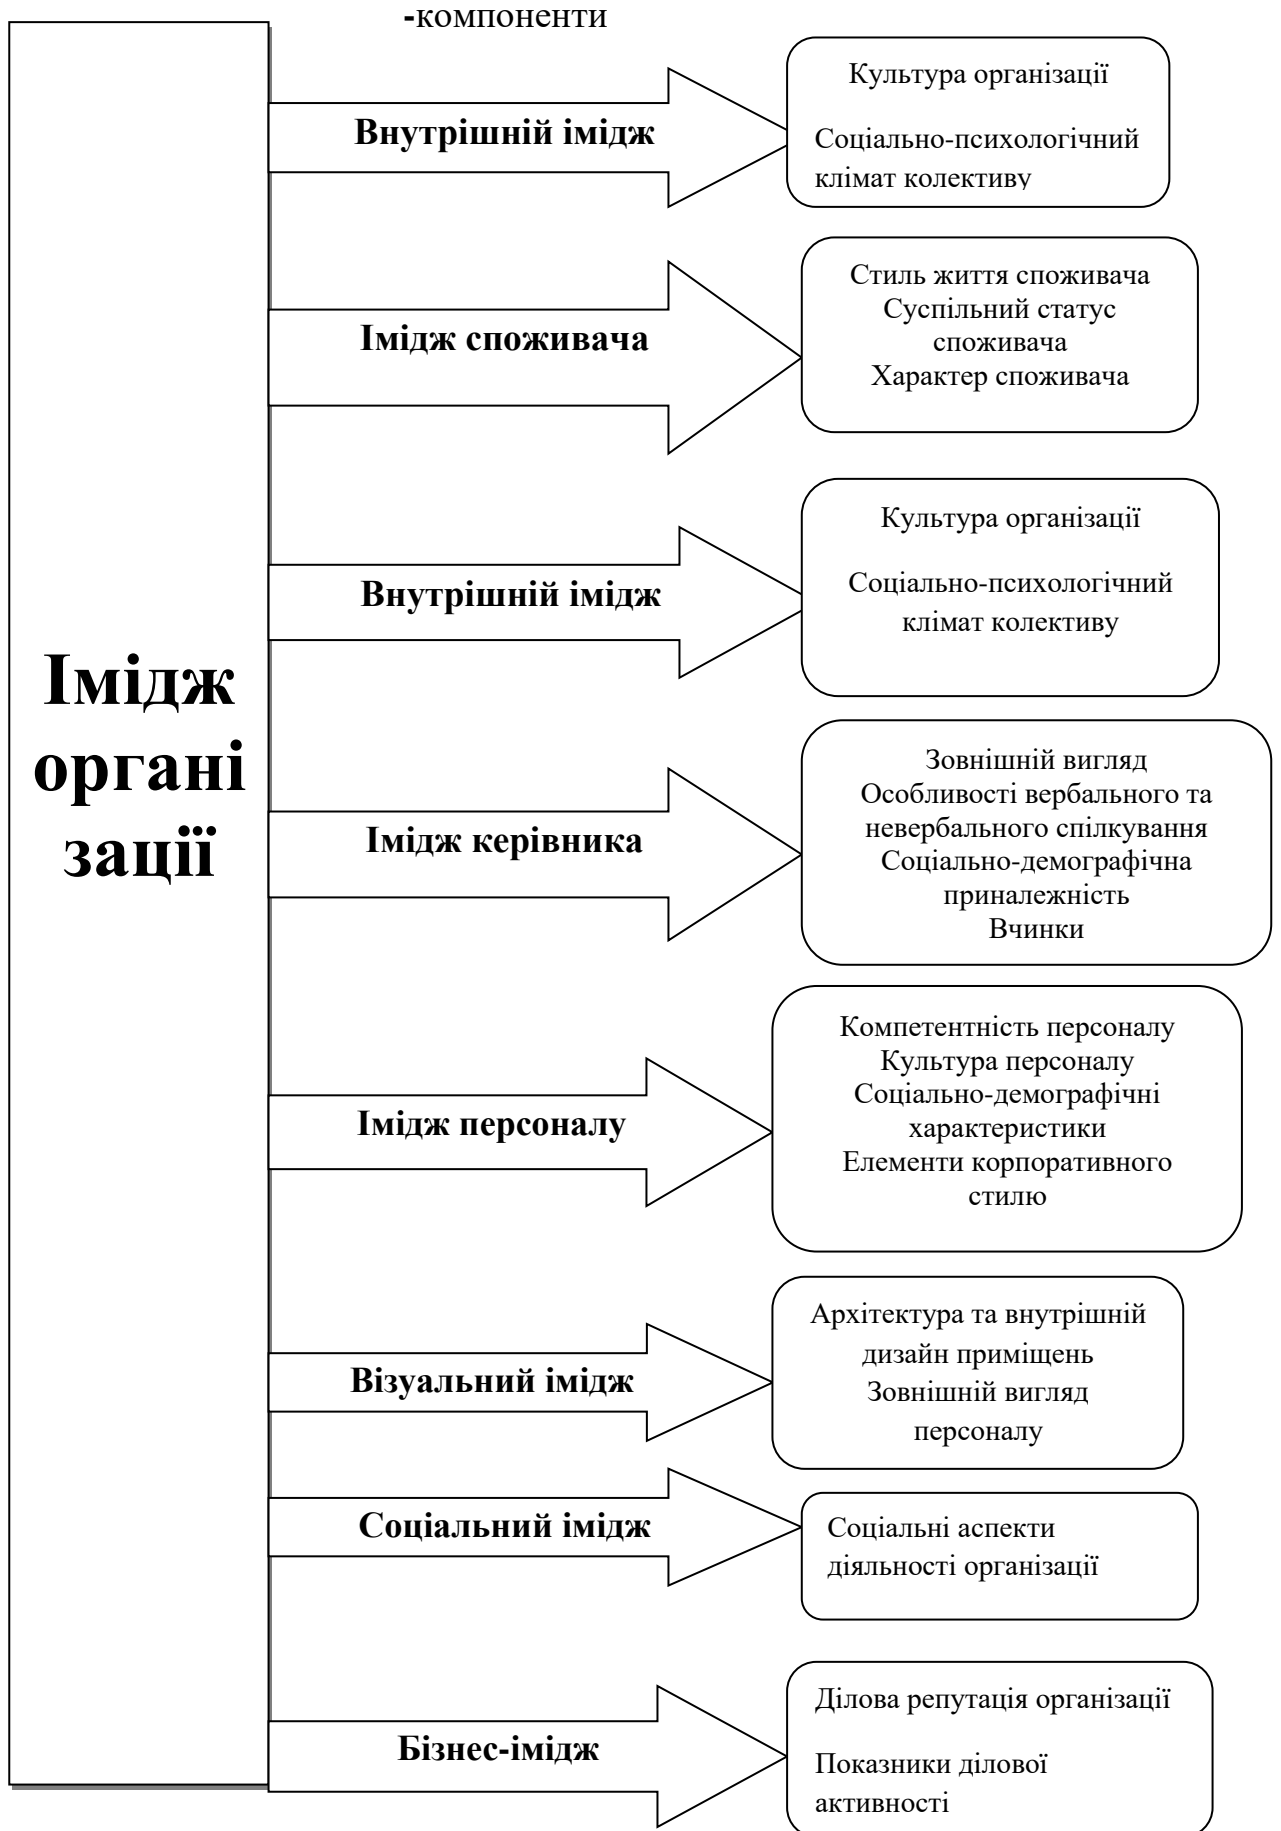 -компоненти
Імідж
органі
зації
Внутрішній імідж
Культура організації
Соціально-психологічний
клімат колективу
Імідж споживача
Стиль життя споживача
Суспільний статус
споживача
Характер споживача
Внутрішній імідж
Культура організації
Соціально-психологічний
клімат колективу
Імідж керівника
Зовнішній вигляд
Особливості вербального та
невербального спілкування
Соціально-демографічна
приналежність
Вчинки
Імідж персоналу
Компетентність персоналу
Культура персоналу
Соціально-демографічні
характеристики
Елементи корпоративного
стилю
Візуальний імідж
Архітектура та внутрішній
дизайн приміщень
Зовнішній вигляд
персоналу
Соціальний імідж
Соціальні аспекти
діяльності організації
Бізнес-імідж
Ділова репутація організації
Показники ділової
активності